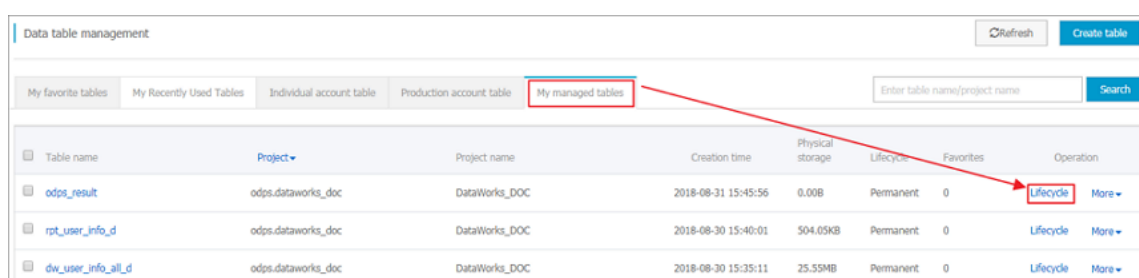 Data table management
Refresh
Create table
My favorite tables
My Recently Used Tables
Individual account table
Production account table
My managed tables
Enter table name/project name
Search
Table name
Project
Project name
Creation time
Physical
storage
Lifecycle
Favorites
Operation
odps_result
odps.dataworks_doc
DataWorks_DOC
2018-08-31 15:45:56
0.00B
Permanent
0
Lifecycle
More
rpt_user_info_d
odps.dataworks_doc
DataWorks_DOC
2018-08-30 15:40:01
504.05KB
Permanent
0
Lifecycle
More
dw_user_info_all_d
odps.dataworks_doc
DataWorks_DOC
2018-08-30 15:35:11
25.55MB
Permanent
0
Lifecycle
More